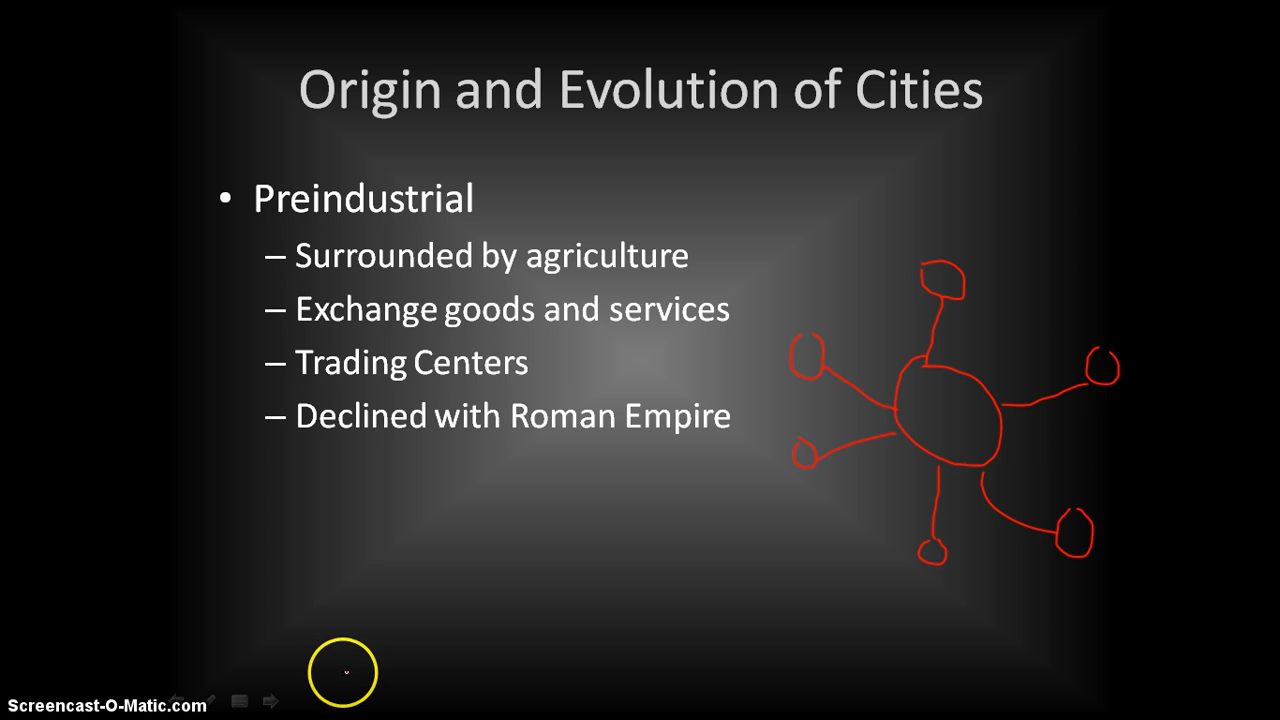 Origin and Evolution of Cities
• Preindustrial
– Surrounded by agriculture
– Exchange goods and services
– Trading Centers
– Declined with Roman Empire
Screencast-O-Matic.com